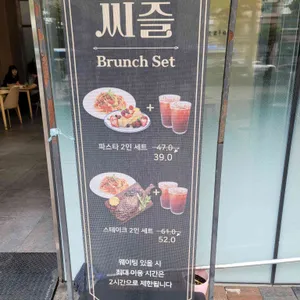 씨즐
Brunch Set
+
파스타 2인 세트 47.0
39.0
+
스테이크 2인 세트 61.0
52.0
웨이팅 있을 시
최대 이용 시간은
2시간으로 제한됩니다